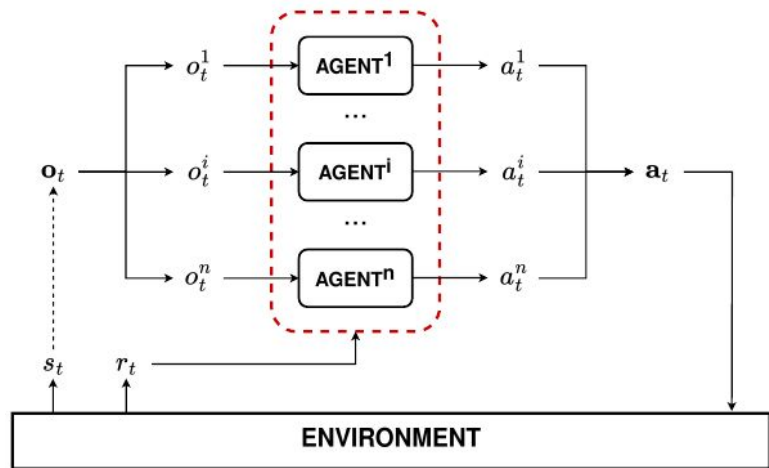 o_t^1 AGENT^1 a_t^1
...
𝐨_t o_t^i AGENT^i a_t^i 𝐚_t
...
o_t^n AGENT^n a_t^n
s_t r_t
ENVIRONMENT